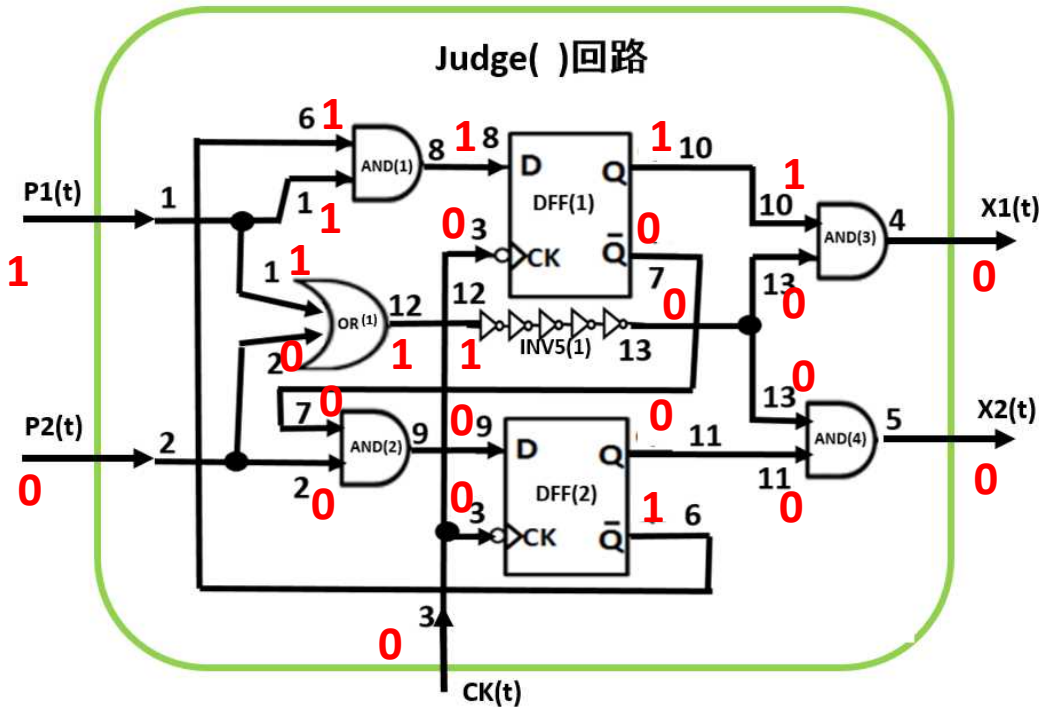 Judge( )回路
6 1
AND(1)
8 1 8
D
Q
1 10
DFF(1)
P1(t)
1
1
1
1
0 3
CK
0
Q̄
7
1
10
AND(3)
4
X1(t)
0
1 1
OR(1)
12
1
12
1
INV5(1)
0
13
13
0
2 0
7 0
AND(2)
9
0 9
D
Q
0
11
DFF(2)
P2(t)
2
0
2 0
0
3
CK
1
Q̄
6
0
13
AND(4)
5
X2(t)
0
11
0
3
0
CK(t)